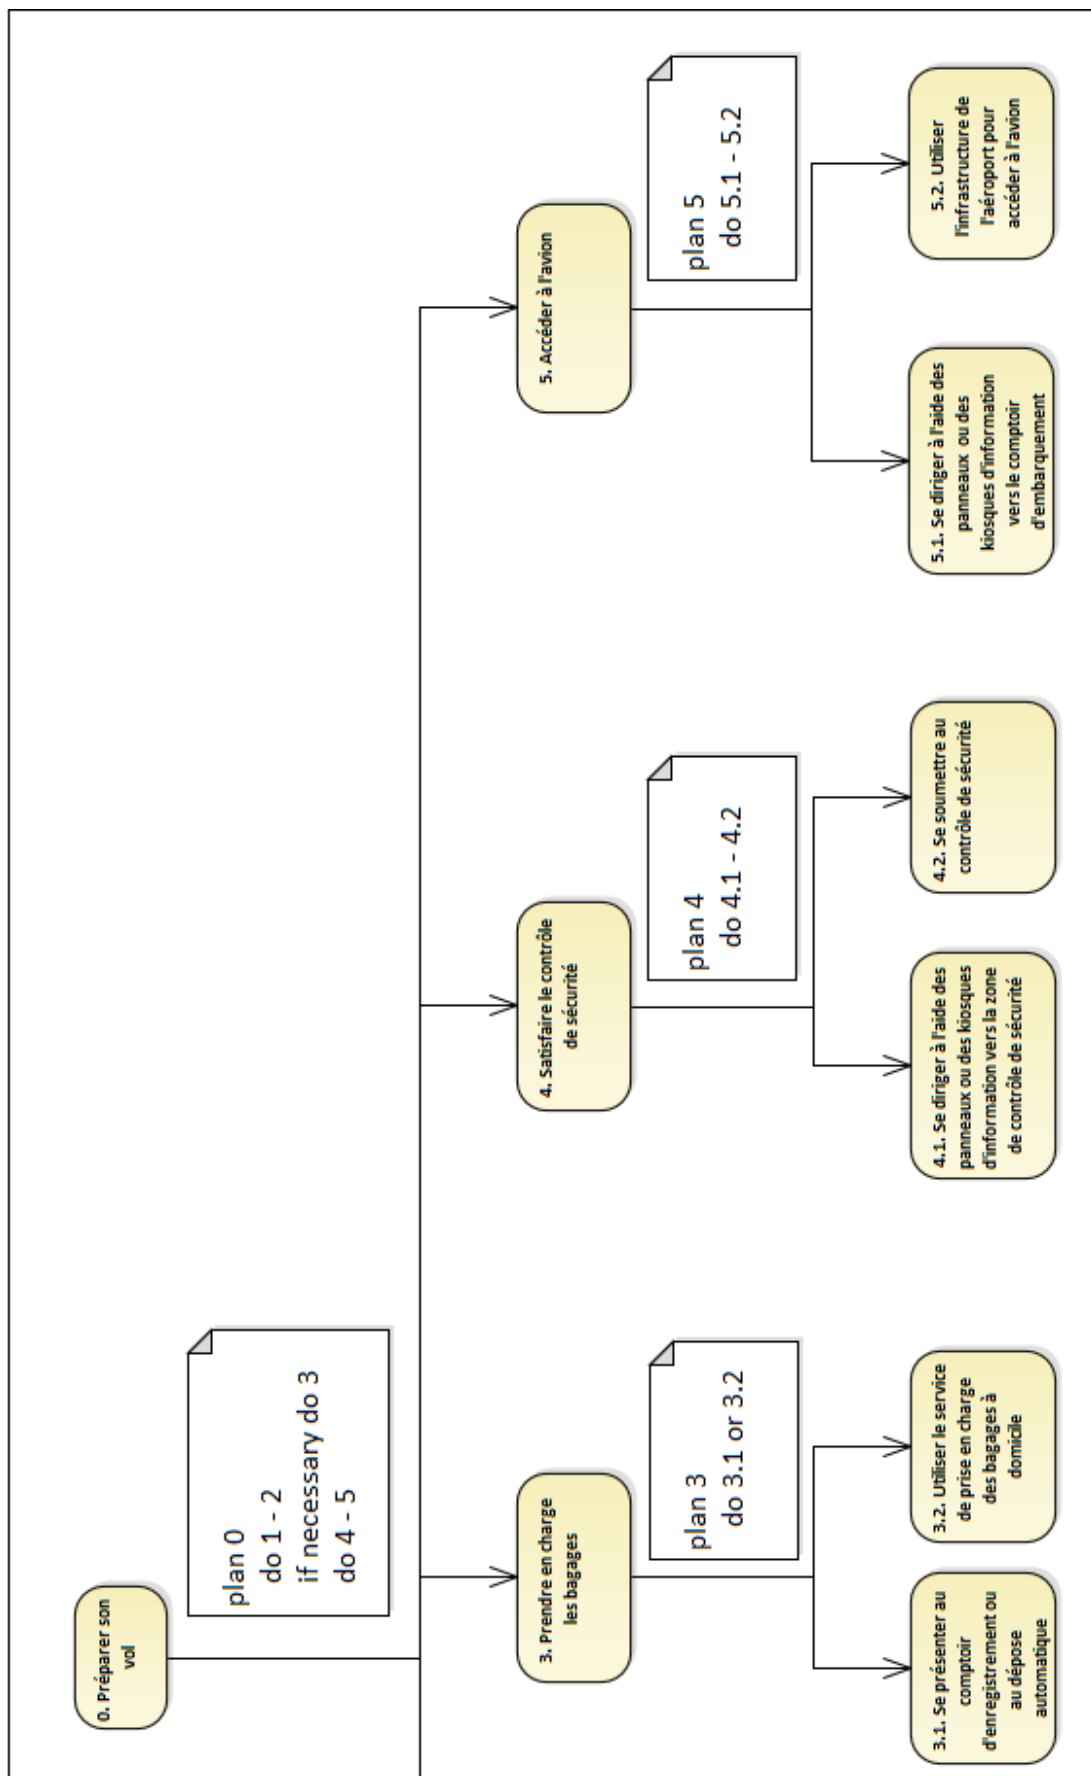 0. Préparer son
vol
plan 0
do 1 - 2
if necessary do 3
do 4 - 5
3. Prendre en charge
les bagages
4. Satisfaire le contrôle
de sécurité
5. Accéder à l'avion
plan 3
do 3.1 or 3.2
plan 4
do 4.1 - 4.2
plan 5
do 5.1 - 5.2
3.1. Se présenter au
comptoir
d'enregistrement ou
au dépose
automatique
3.2. Utiliser le service
de prise en charge
des bagages à
domicile
4.1. Se diriger à l'aide des
panneaux ou des kiosques
d'information vers la zone
de contrôle de sécurité
4.2. Se soumettre au
contrôle de sécurité
5.1. Se diriger à l'aide des
panneaux ou des
kiosques d'information
vers le comptoir
d'embarquement
5.2. Utiliser
l'infrastructure de
l'aéroport pour
accéder à l'avion